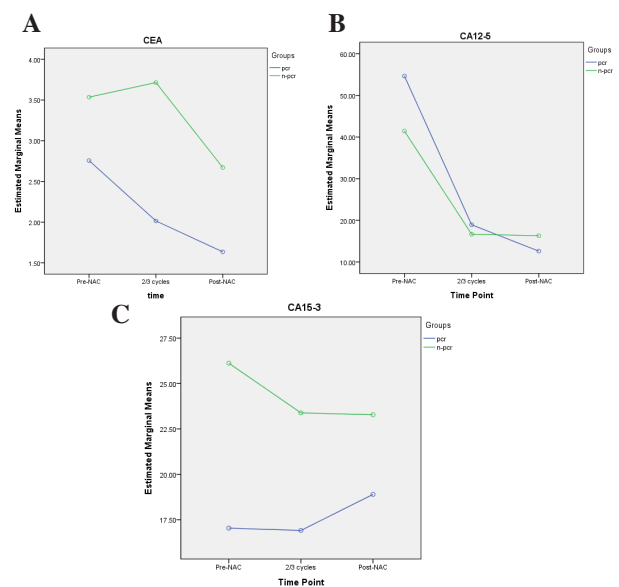 A
CEA
Groups
pcr
n-pcr
Estimated Marginal Means
4.00
3.50
3.00
2.50
2.00
1.50
Pre-NAC 2/3 cycles Post-NAC
time
B
CA12-5
Groups
pcr
n-pcr
Estimated Marginal Means
60.00
50.00
40.00
30.00
20.00
10.00
Pre-NAC 2/3 cycles Post-NAC
Time Point
C
CA15-3
Groups
pcr
n-pcr
Estimated Marginal Means
27.50
25.00
22.50
20.00
17.50
Pre-NAC 2/3 cycles Post-NAC
Time Point